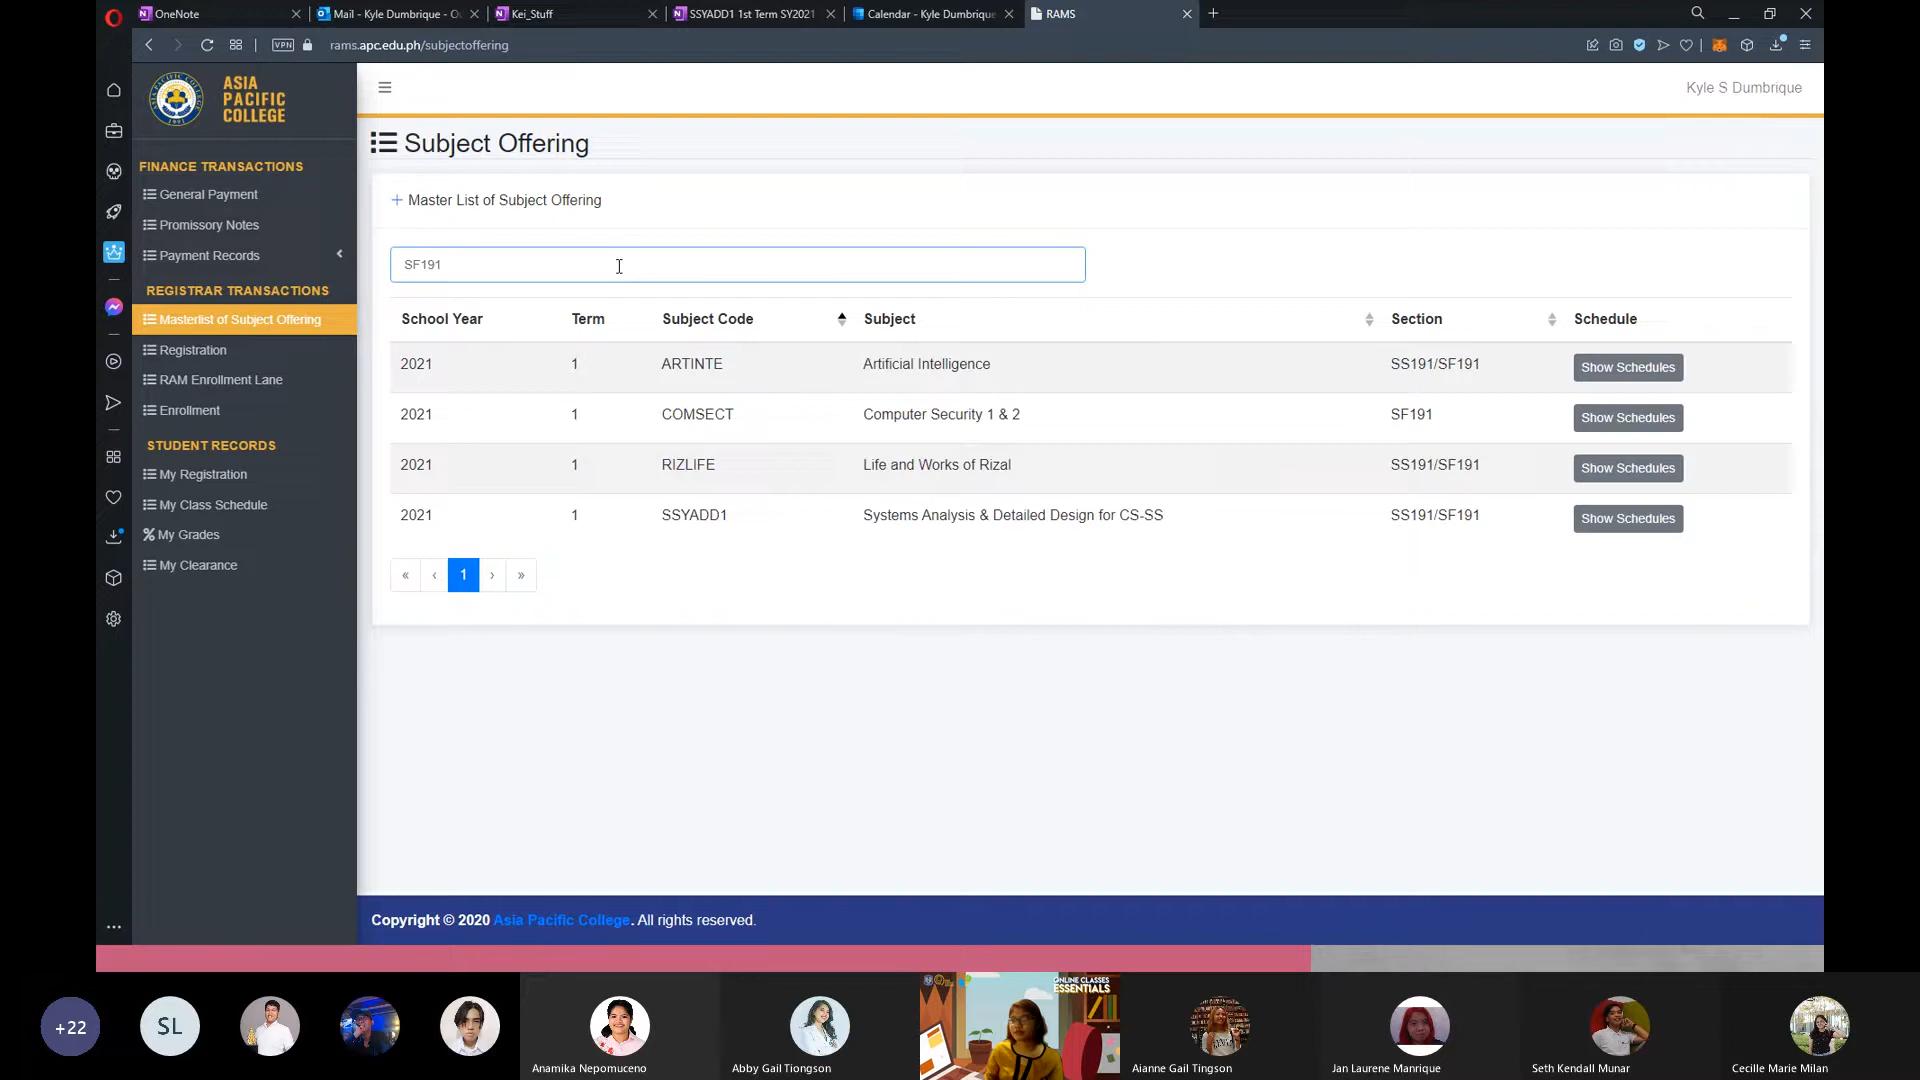 OneNote
Mail - Kyle Dumbrique - O
Kei_Stuff
SSYADD1 1st Term SY2021
Calendar - Kyle Dumbrique
RAMS
VPN
rams.apc.edu.ph/subjectoffering
ASIA
PACIFIC
COLLEGE
Kyle S Dumbrique
FINANCE TRANSACTIONS
General Payment
Promissory Notes
Payment Records
REGISTRAR TRANSACTIONS
Masterlist of Subject Offering
Registration
RAM Enrollment Lane
Enrollment
STUDENT RECORDS
My Registration
My Class Schedule
My Grades
My Clearance
Subject Offering
+ Master List of Subject Offering
SF191
School Year Term Subject Code Subject Section Schedule
2021 1 ARTINTE Artificial Intelligence SS191/SF191 Show Schedules
2021 1 COMSECT Computer Security 1 & 2 SF191 Show Schedules
2021 1 RIZLIFE Life and Works of Rizal SS191/SF191 Show Schedules
2021 1 SSYADD1 Systems Analysis & Detailed Design for CS-SS SS191/SF191 Show Schedules
« ‹ 1 › »
Copyright © 2020 Asia Pacific College. All rights reserved.
+22
SL
ONLINE CLASSES
ESSENTIALS
Anamika Nepomuceno
Abby Gail Tiongson
Aianne Gail Tingson
Jan Laurene Manrique
Seth Kendall Munar
Cecille Marie Milan